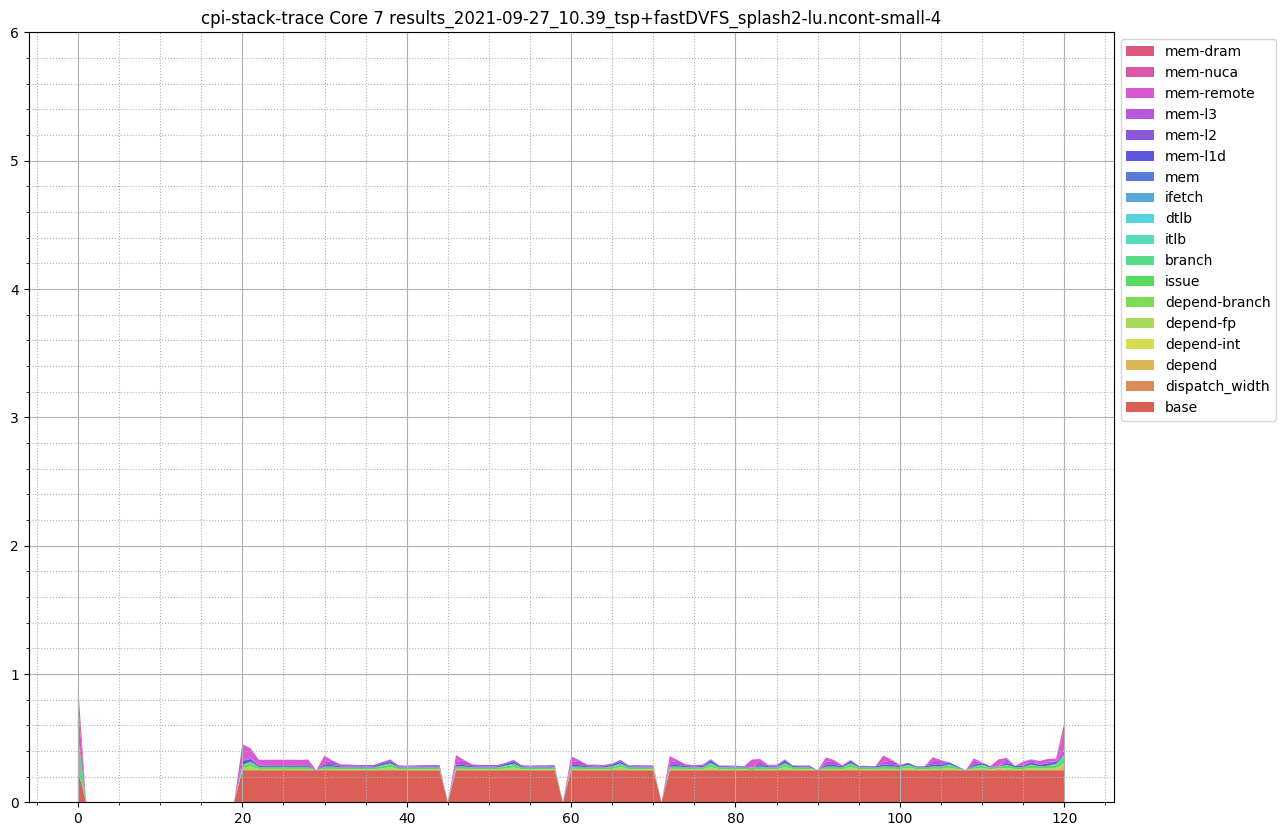 cpi-stack-trace Core 7 results_2021-09-27_10.39_tsp+fastDVFS_splash2-lu.ncont-small-4
6
5
4
3
2
1
0
0 20 40 60 80 100 120
mem-dram
mem-nuca
mem-remote
mem-l3
mem-l2
mem-l1d
mem
ifetch
dtlb
itlb
branch
issue
depend-branch
depend-fp
depend-int
depend
dispatch_width
base